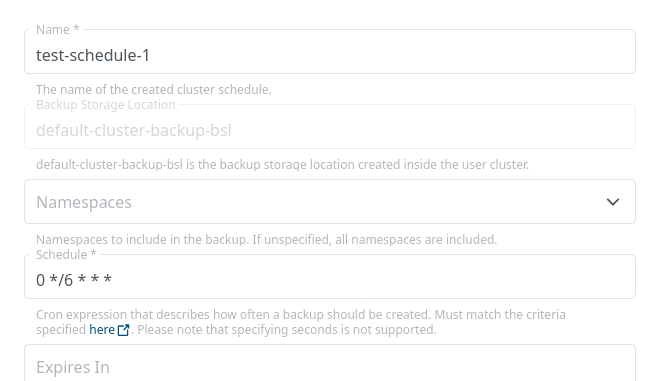 Name *
test-schedule-1
The name of the created cluster schedule.
Backup Storage Location
default-cluster-backup-bsl
default-cluster-backup-bsl is the backup storage location created inside the user cluster.
Namespaces
Namespaces to include in the backup. If unspecified, all namespaces are included.
Schedule *
0 */6 * * *
Cron expression that describes how often a backup should be created. Must match the criteria
specified here. Please note that specifying seconds is not supported.
Expires In